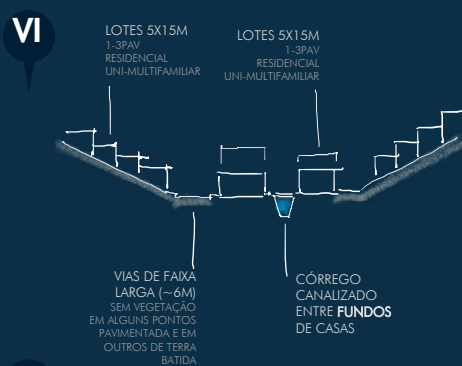 VI
LOTES 5X15M
1-3PAV
RESIDENCIAL
UNI-MULTIFAMILIAR
LOTES 5X15M
1-3PAV
RESIDENCIAL
UNI-MULTIFAMILIAR
VIAS DE FAIXA
LARGA (~6M)
SEM VEGETAÇÃO
EM ALGUNS PONTOS
PAVIMENTADA E EM
OUTROS DE TERRA
BATIDA
CÓRREGO
CANALIZADO
ENTRE FUNDOS
DE CASAS